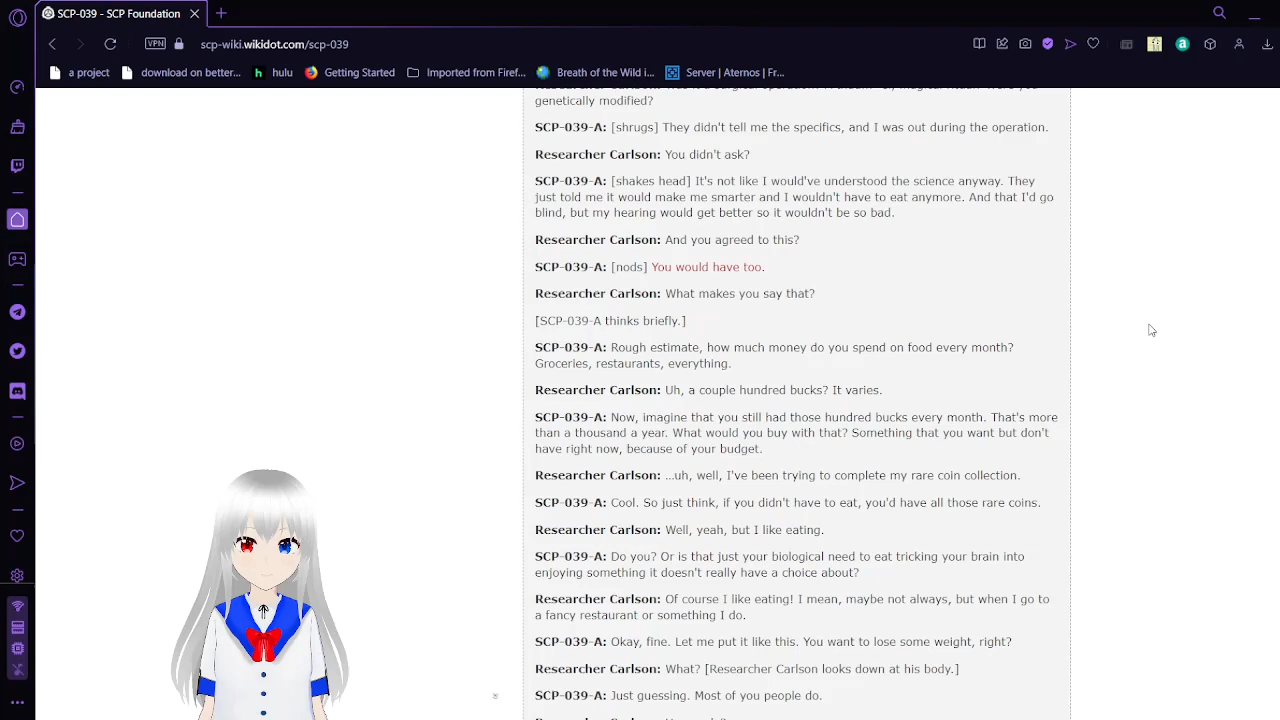 SCP-039 - SCP Foundation
VPN
scp-wiki.wikidot.com/scp-039
a project
download on better...
h
hulu
Getting Started
Imported from Firef...
Breath of the Wild i...
Server | Aternos | Fr...
genetically modified?
SCP-039-A: [shrugs] They didn't tell me the specifics, and I was out during the operation.
Researcher Carlson: You didn't ask?
SCP-039-A: [shakes head] It's not like I would've understood the science anyway. They
just told me it would make me smarter and I wouldn't have to eat anymore. And that I'd go
blind, but my hearing would get better so it wouldn't be so bad.
Researcher Carlson: And you agreed to this?
SCP-039-A: [nods] You would have too.
Researcher Carlson: What makes you say that?
[SCP-039-A thinks briefly.]
SCP-039-A: Rough estimate, how much money do you spend on food every month?
Groceries, restaurants, everything.
Researcher Carlson: Uh, a couple hundred bucks? It varies.
SCP-039-A: Now, imagine that you still had those hundred bucks every month. That's more
than a thousand a year. What would you buy with that? Something that you want but don't
have right now, because of your budget.
Researcher Carlson: ...uh, well, I've been trying to complete my rare coin collection.
SCP-039-A: Cool. So just think, if you didn't have to eat, you'd have all those rare coins.
Researcher Carlson: Well, yeah, but I like eating.
SCP-039-A: Do you? Or is that just your biological need to eat tricking your brain into
enjoying something it doesn't really have a choice about?
Researcher Carlson: Of course I like eating! I mean, maybe not always, but when I go to
a fancy restaurant or something I do.
SCP-039-A: Okay, fine. Let me put it like this. You want to lose some weight, right?
Researcher Carlson: What? [Researcher Carlson looks down at his body.]
SCP-039-A: Just guessing. Most of you people do.